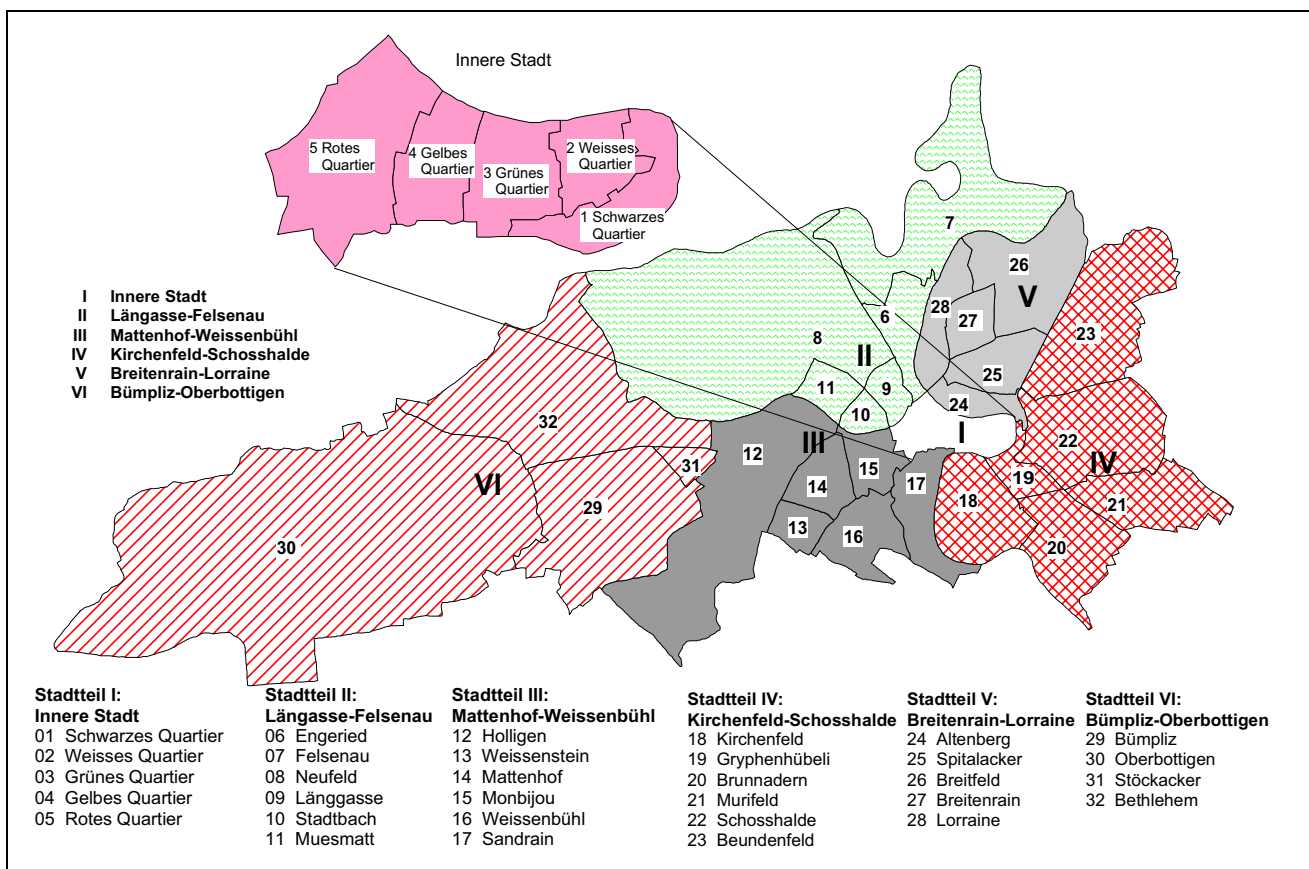 Innere Stadt
5 Rotes
Quartier
4 Gelbes
Quartier
3 Grünes
Quartier
2 Weisses
Quartier
1 Schwarzes
Quartier
I Innere Stadt
II Längasse-Felsenau
III Mattenhof-Weissenbühl
IV Kirchenfeld-Schosshalde
V Breitenrain-Lorraine
VI Bümpliz-Oberbottigen
7
26
V
28
27
6
23
8
II
11
9
25
10
24
32
III
I
12
22
IV
31
15
19
VI
14
17
18
21
29
13
16
20
30
Stadtteil I:
Innere Stadt
01 Schwarzes Quartier
02 Weisses Quartier
03 Grünes Quartier
04 Gelbes Quartier
05 Rotes Quartier
Stadtteil II:
Längasse-Felsenau
06 Engeried
07 Felsenau
08 Neufeld
09 Länggasse
10 Stadtbach
11 Muesmatt
Stadtteil III:
Mattenhof-Weissenbühl
12 Holligen
13 Weissenstein
14 Mattenhof
15 Monbijou
16 Weissenbühl
17 Sandrain
Stadtteil IV:
Kirchenfeld-Schosshalde
18 Kirchenfeld
19 Gryphenhübeli
20 Brunnadern
21 Murifeld
22 Schosshalde
23 Beundenfeld
Stadtteil V:
Breitenrain-Lorraine
24 Altenberg
25 Spitalacker
26 Breitfeld
27 Breitenrain
28 Lorraine
Stadtteil VI:
Bümpliz-Oberbottigen
29 Bümpliz
30 Oberbottigen
31 Stöckacker
32 Bethlehem